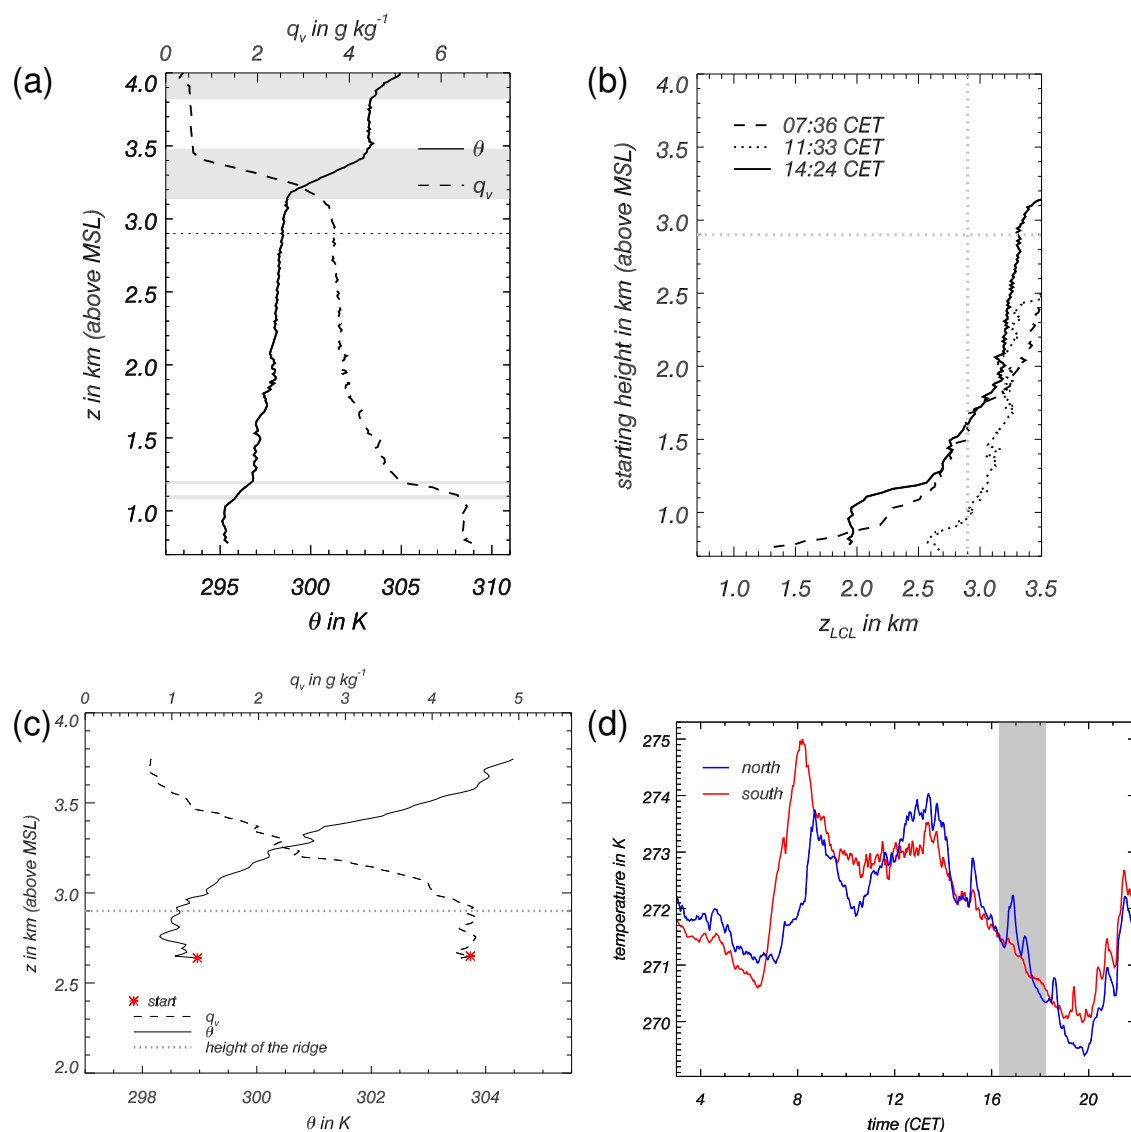 (a)
q_v in g kg^-1
0 2 4 6
z in km (above MSL)
4.0
3.5
3.0
2.5
2.0
1.5
1.0
θ
q_v
295 300 305 310
θ in K
(b)
starting height in km (above MSL)
4.0
3.5
3.0
2.5
2.0
1.5
1.0
07:36 CET
11:33 CET
14:24 CET
1.0 1.5 2.0 2.5 3.0 3.5
z_LCL in km
(c)
q_v in g kg^-1
0 1 2 3 4 5
z in km (above MSL)
4.0
3.5
3.0
2.5
2.0
start
q_v
θ
height of the ridge
298 300 302 304
θ in K
(d)
temperature in K
275
274
273
272
271
270
north
south
4 8 12 16 20
time (CET)